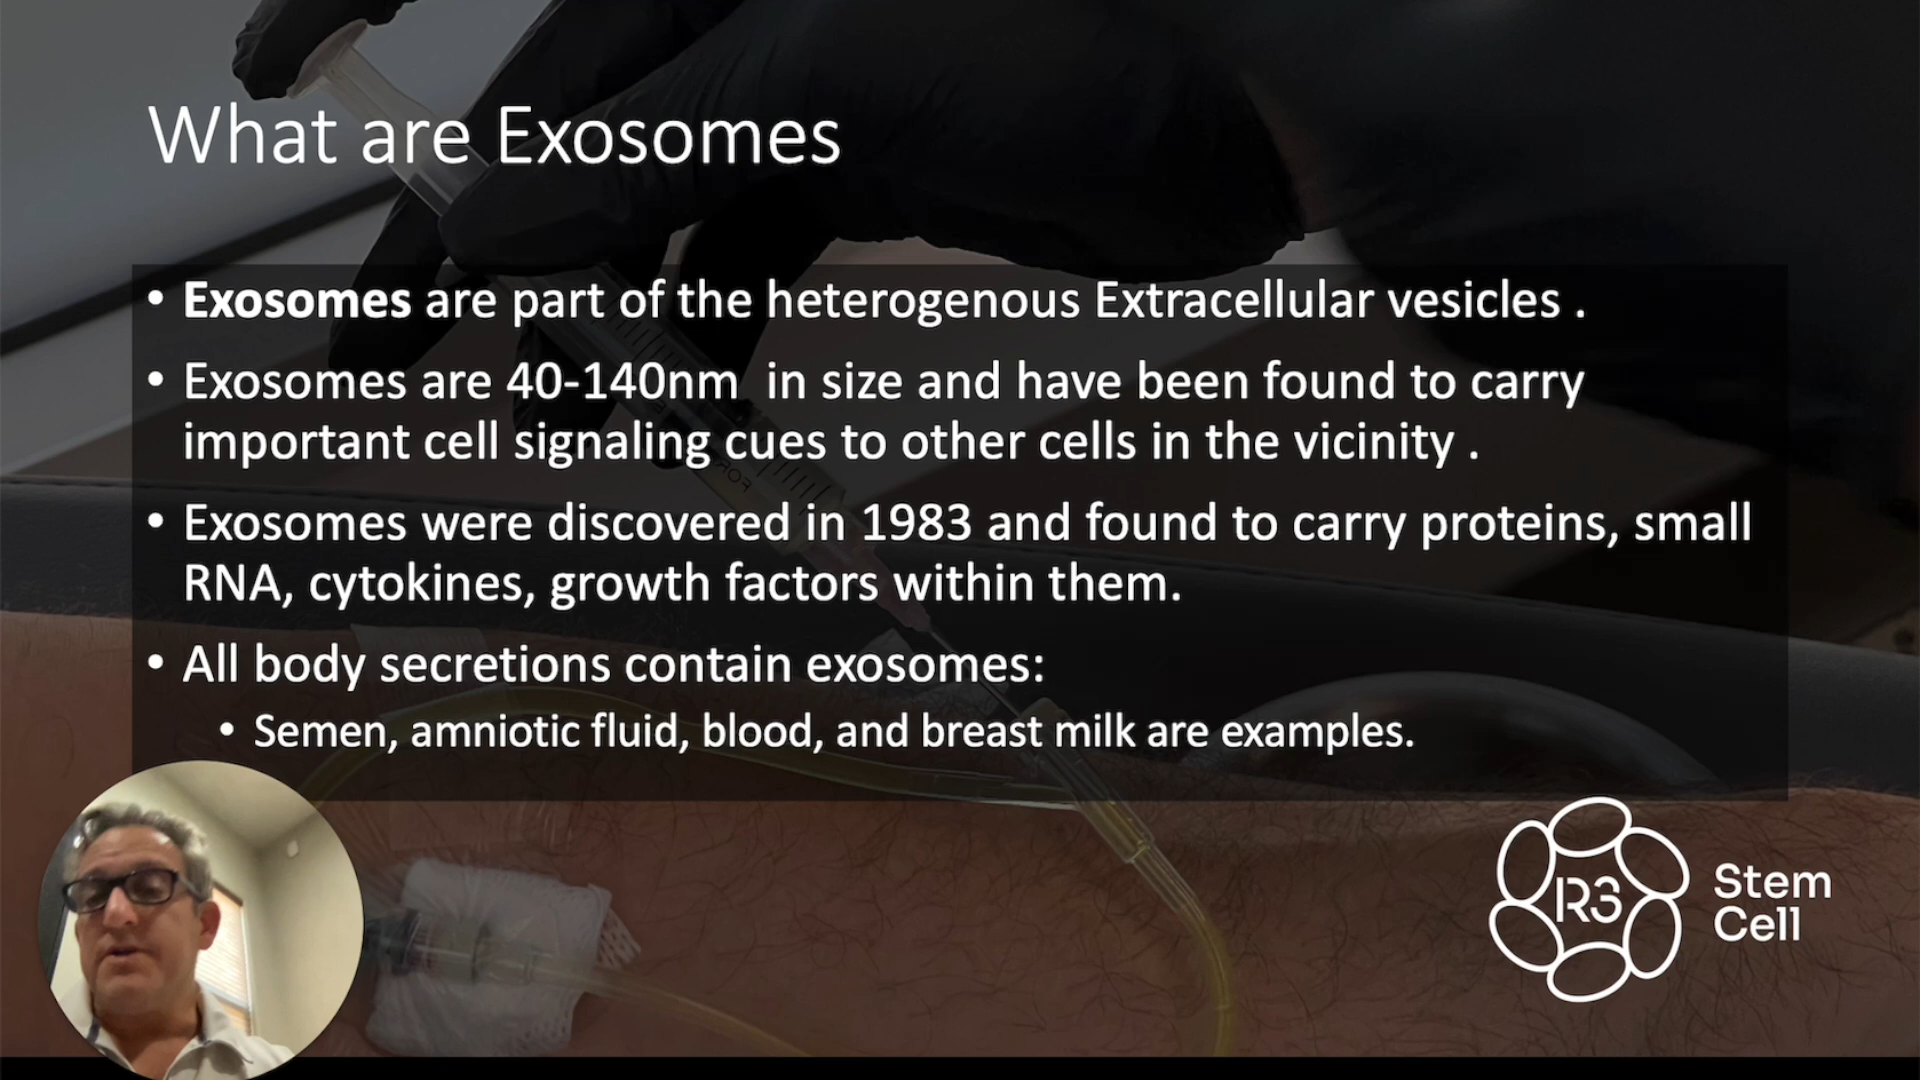 What are Exosomes
• Exosomes are part of the heterogenous Extracellular vesicles .
• Exosomes are 40-140nm  in size and have been found to carry
important cell signaling cues to other cells in the vicinity .
• Exosomes were discovered in 1983 and found to carry proteins, small
RNA, cytokines, growth factors within them.
• All body secretions contain exosomes:
• Semen, amniotic fluid, blood, and breast milk are examples.
R3
Stem
Cell